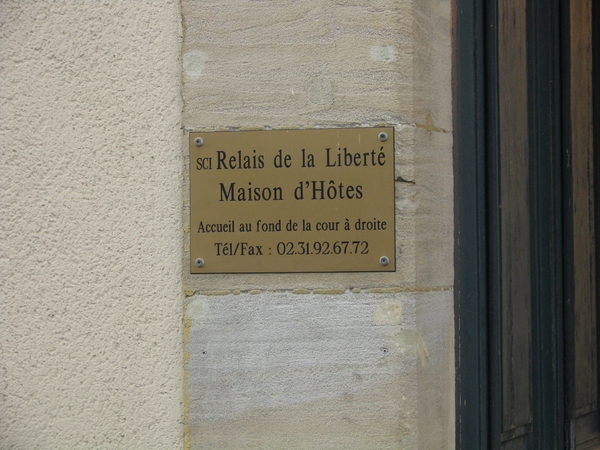 SCI Relais de la Liberté
Maison d'Hôtes
Accueil au fond de la cour à droite
Tél/Fax : 02.31.92.67.72